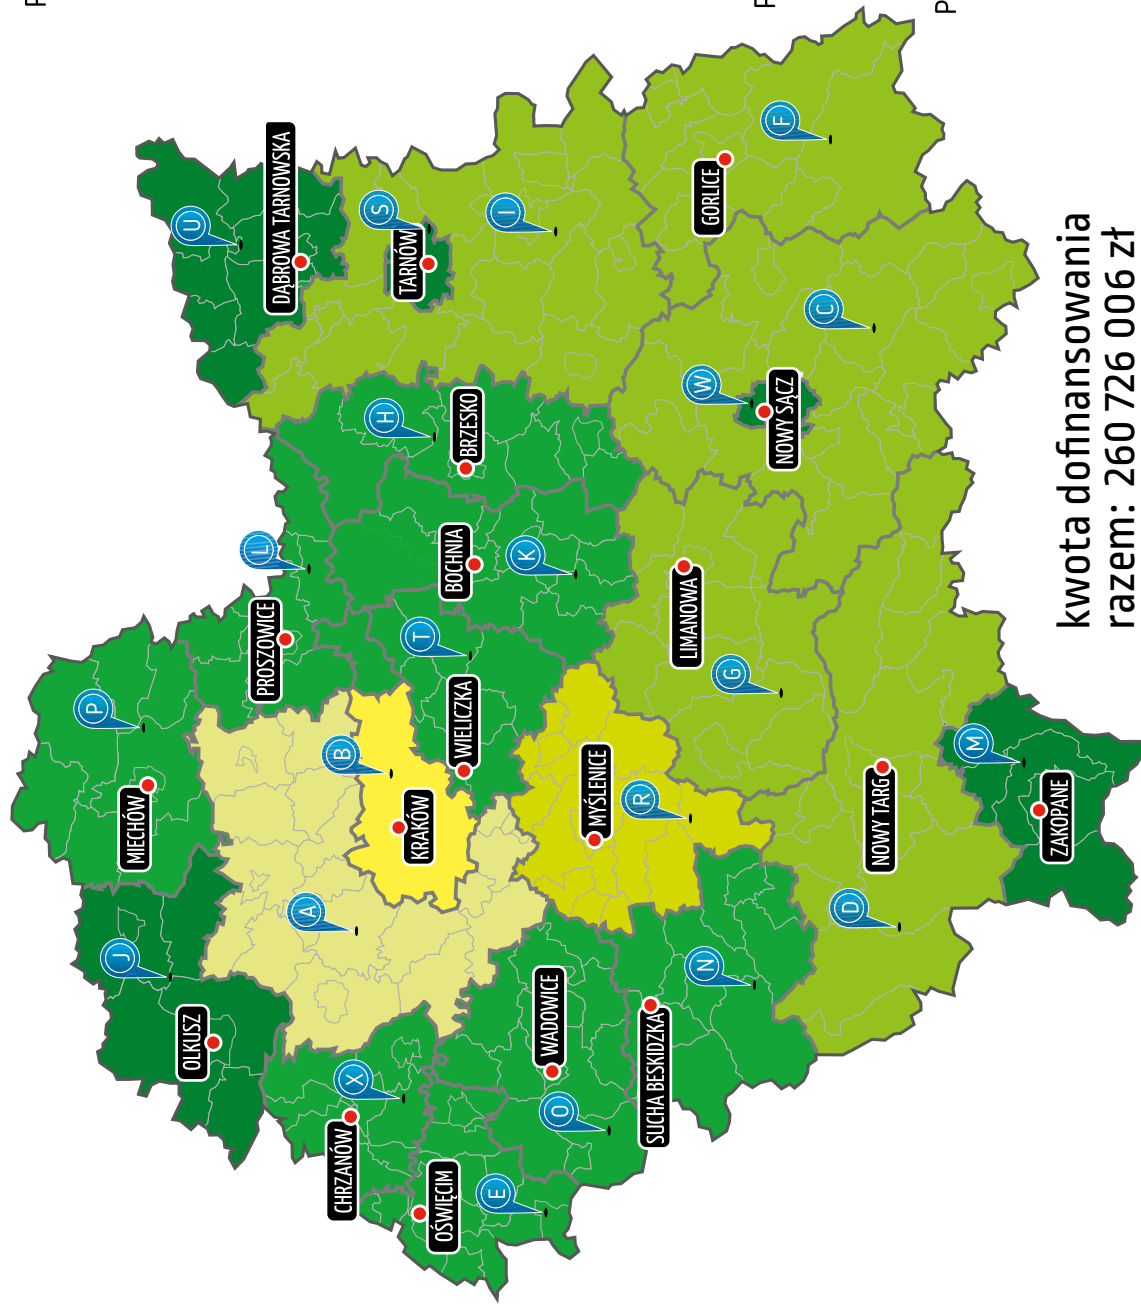 U
DĄBROWA TARNOWSKA
S
TARNÓW
I
F
GORLICE
C
W
NOWY SĄCZ
H
BRZESKO
L
BOCHNIA
K
PROSZOWICE
T
LIMANOWA
G
P
MIECHÓW
WIELICZKA
B
KRAKÓW
MYŚLENICE
R
NOWY TARG
M
ZAKOPANE
A
D
J
OLKUSZ
WADOWICE
N
SUCHA BESKIDZKA
X
CHRZANÓW
O
OŚWIĘCIM
E
kwota dofinansowania
razem: 260 726 006 zł